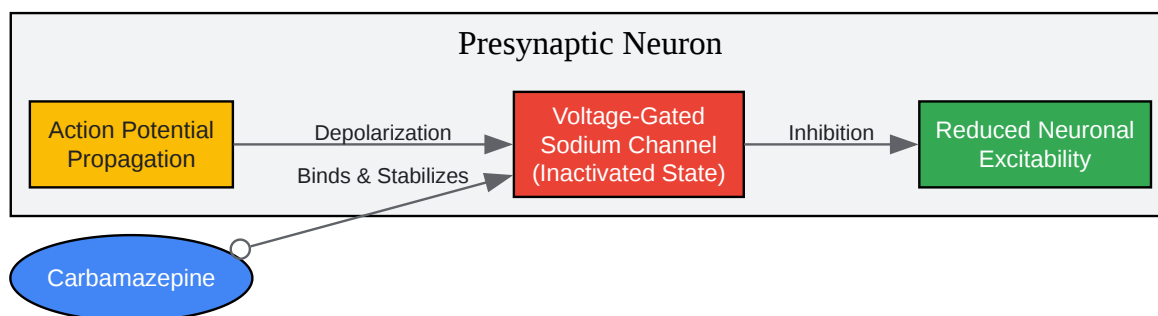 Presynaptic Neuron
Action Potential
Propagation
Depolarization
Binds & Stabilizes
Voltage-Gated
Sodium Channel
(Inactivated State)
Inhibition
Reduced Neuronal
Excitability
Carbamazepine